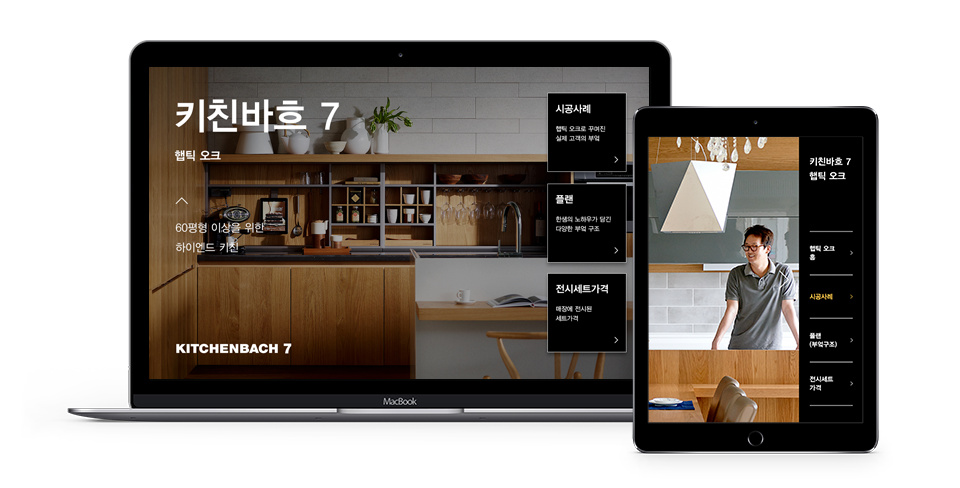 키친바흐 7
햅틱 오크
60평형 이상을 위한
하이엔드 키친
KITCHENBACH 7
시공사례
햅틱 오크로 꾸며진
실제 고객의 부엌
플랜
한샘의 노하우가 담긴
다양한 부엌 구조
전시세트가격
매장에 전시된
세트가격
MacBook
키친바흐 7
햅틱 오크
햅틱 오크
홈
시공사례
플랜
(부엌구조)
전시세트
가격